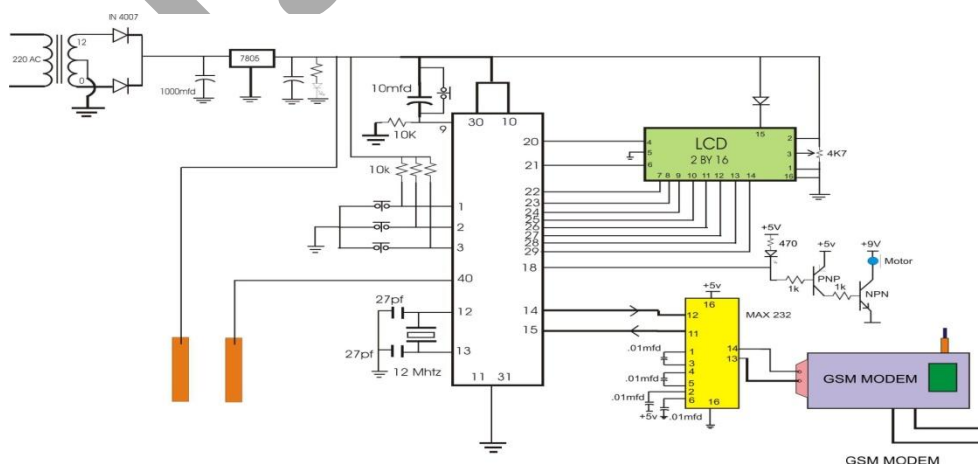 IN 4007
220 AC
12
0
1000mfd
7805
10mfd
10K
9
30 10
10k
1
2
3
40
27pf
12
27pf
13
12 Mhtz
11 31
20
21
22
23
24
25
26
27
28
29
18
14
15
LCD
2 BY 16
15
4
5
6
7 8 9 10 11 12 13 14
2
3
1
16
4K7
+5V
470
1k
+5v
PNP
1k
+9V
Motor
NPN
+5v
16
MAX 232
12
11
14
13
.01mfd
1
3
.01mfd
4
5
2
6
.01mfd
+5v
.01mfd
16
GSM MODEM
GSM MODEM